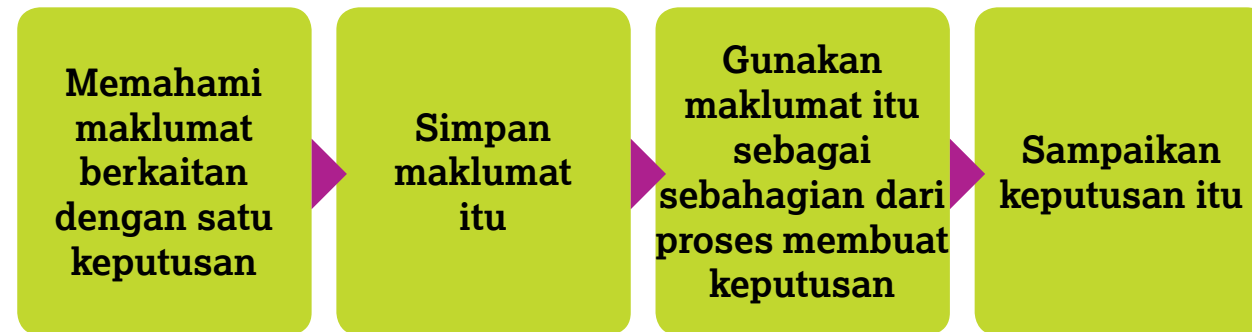 Memahami
maklumat
berkaitan
dengan satu
keputusan
Simpan
maklumat
itu
Gunakan
maklumat itu
sebagai
sebahagian dari
proses membuat
keputusan
Sampaikan
keputusan itu